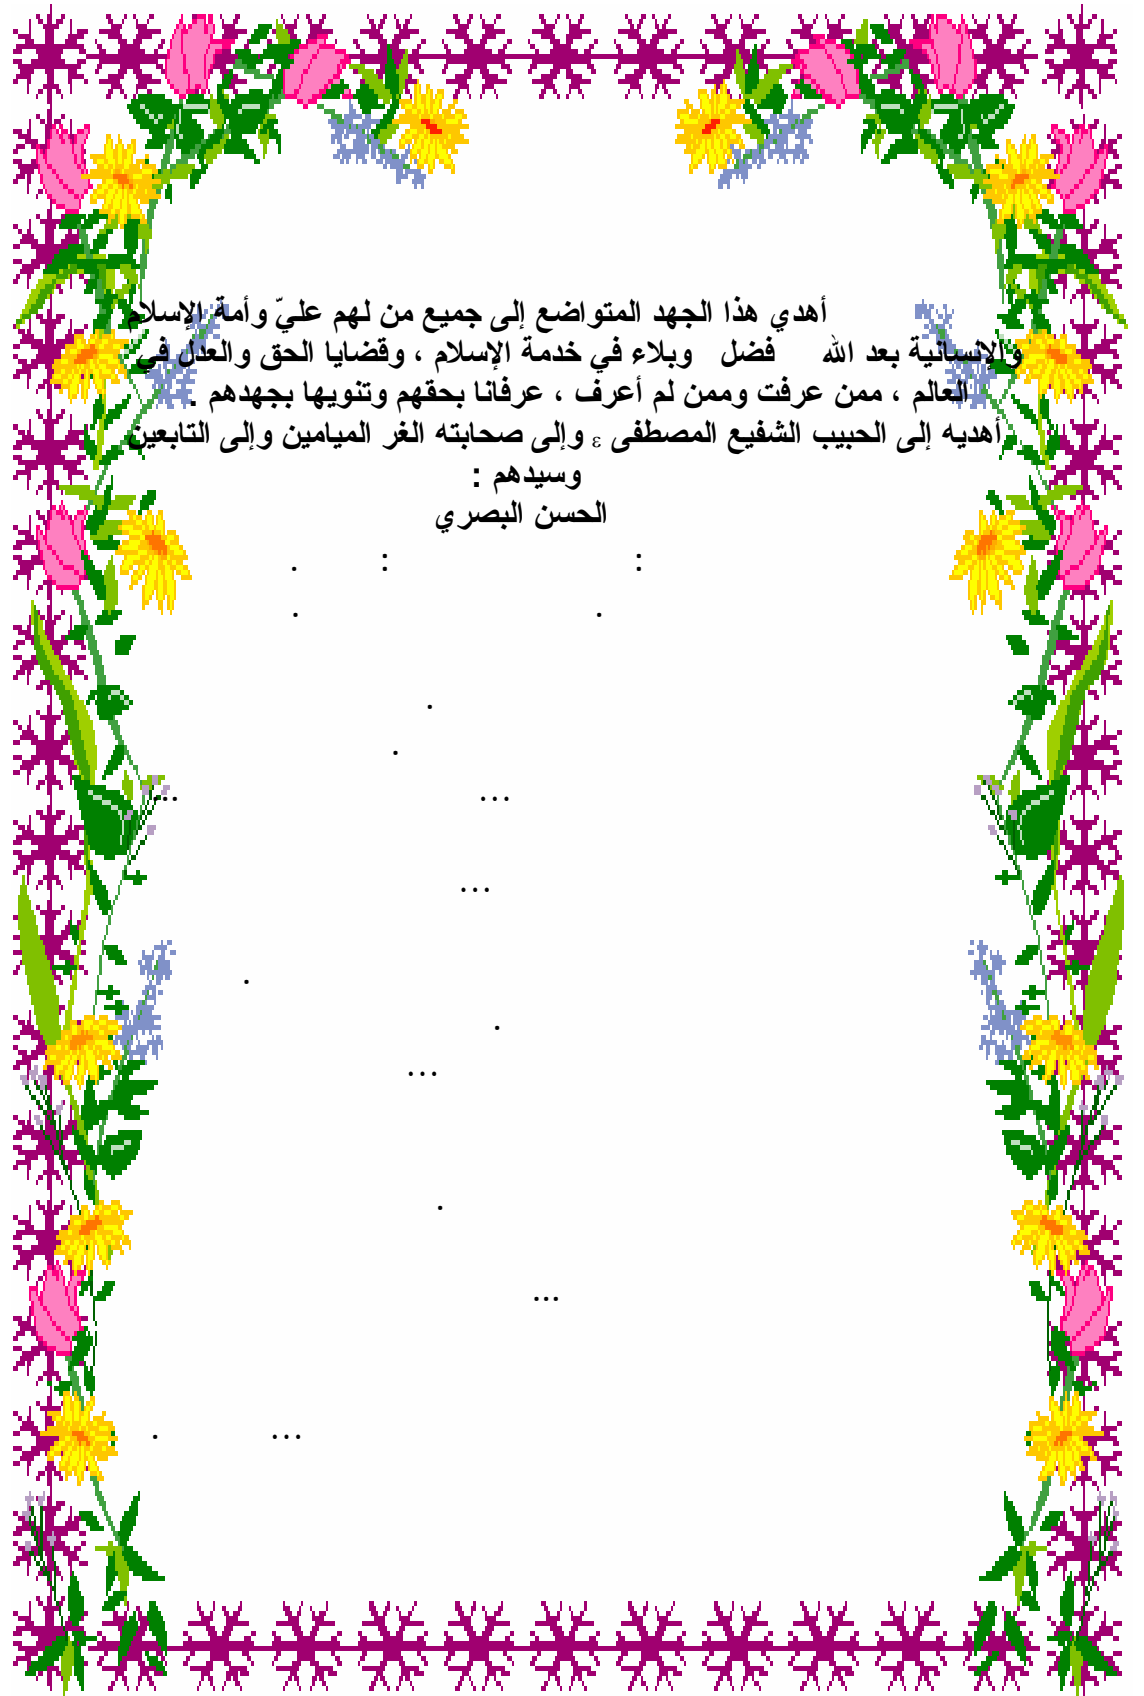 أهدي هذا الجهد المتواضع إلى جميع من لهم عليّ وأمة الإسلام
والإنسانية بعد الله فضل وبلاء في خدمة الإسلام ، وقضايا الحق والعدل في
العالم ، ممن عرفت وممن لم أعرف ، عرفانا بحقهم وتنويها بجهدهم .
أهديه إلى الحبيب الشفيع المصطفى ε وإلى صحابته الغر الميامين وإلى التابعين
وسيدهم :
الحسن البصري
: : .
. .
.
.
... ...
...
.
.
...
.
...
... .